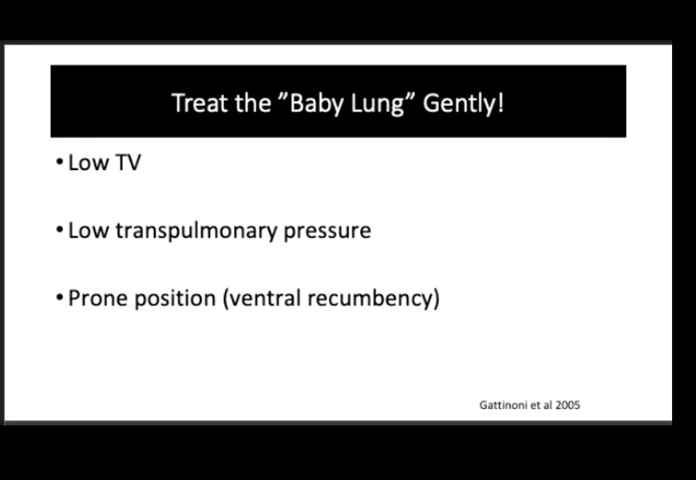 Treat the ”Baby Lung” Gently!
• Low TV
• Low transpulmonary pressure
• Prone position (ventral recumbency)
Gattinoni et al 2005